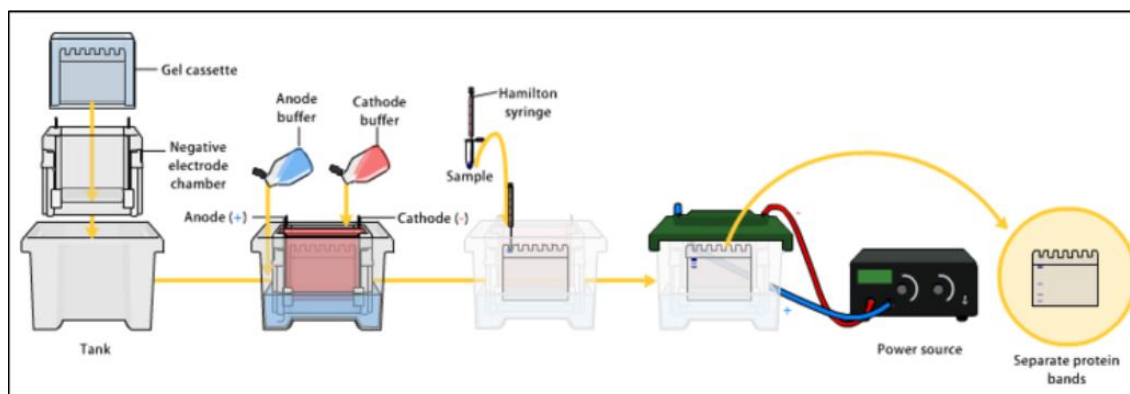 Gel cassette
Negative
electrode
chamber
Tank
Anode
buffer
Cathode
buffer
Anode (+)
Cathode (-)
Hamilton
syringe
Sample
-
+
Power source
Separate protein
bands